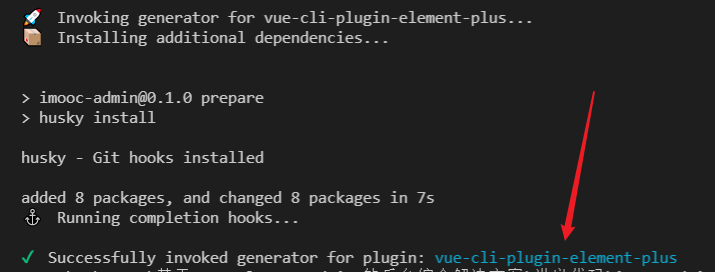 🚀 Invoking generator for vue-cli-plugin-element-plus...
📦 Installing additional dependencies...
> imooc-admin@0.1.0 prepare
> husky install
husky - Git hooks installed
added 8 packages, and changed 8 packages in 7s
⚓ Running completion hooks...
✔ Successfully invoked generator for plugin: vue-cli-plugin-element-plus